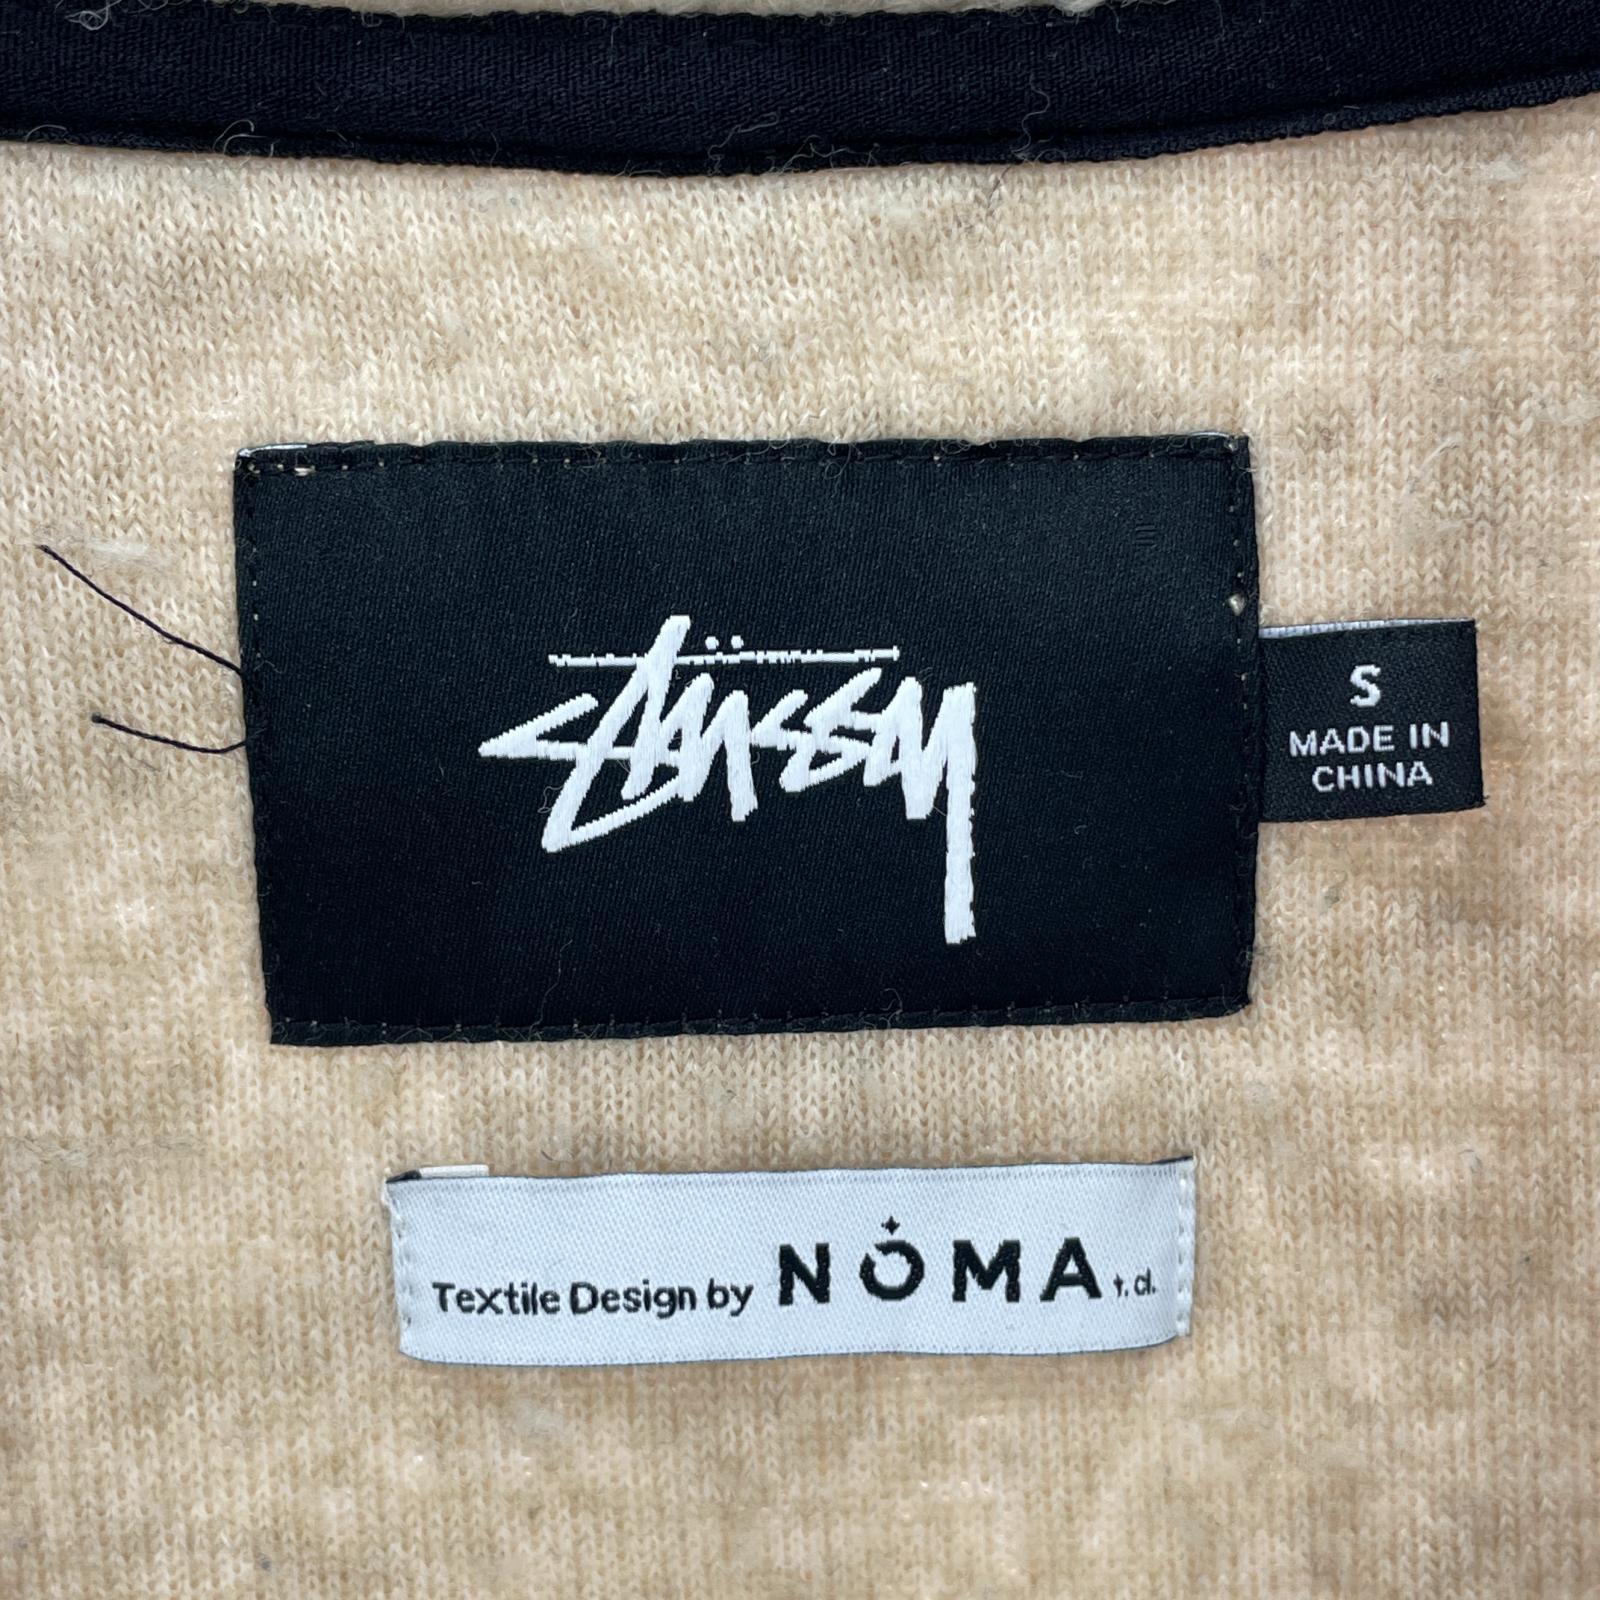 Stüssy
S
MADE IN
CHINA
Textile Design by NOMA t.d.